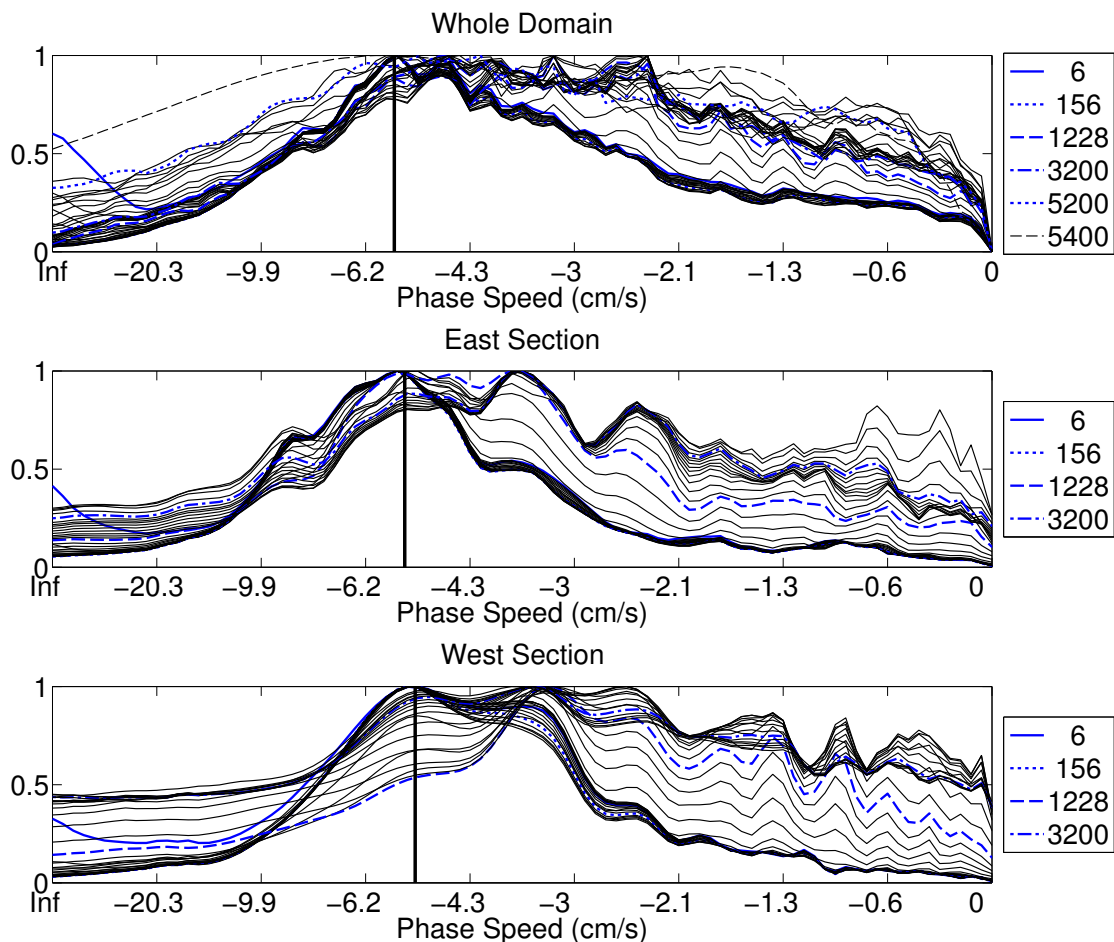 Whole Domain
1
0.5
0
Inf −20.3 −9.9 −6.2 −4.3 −3 −2.1 −1.3 −0.6 0
Phase Speed (cm/s)
6
156
1228
3200
5200
5400
East Section
1
0.5
0
Inf −20.3 −9.9 −6.2 −4.3 −3 −2.1 −1.3 −0.6 0
Phase Speed (cm/s)
6
156
1228
3200
West Section
1
0.5
0
Inf −20.3 −9.9 −6.2 −4.3 −3 −2.1 −1.3 −0.6 0
Phase Speed (cm/s)
6
156
1228
3200